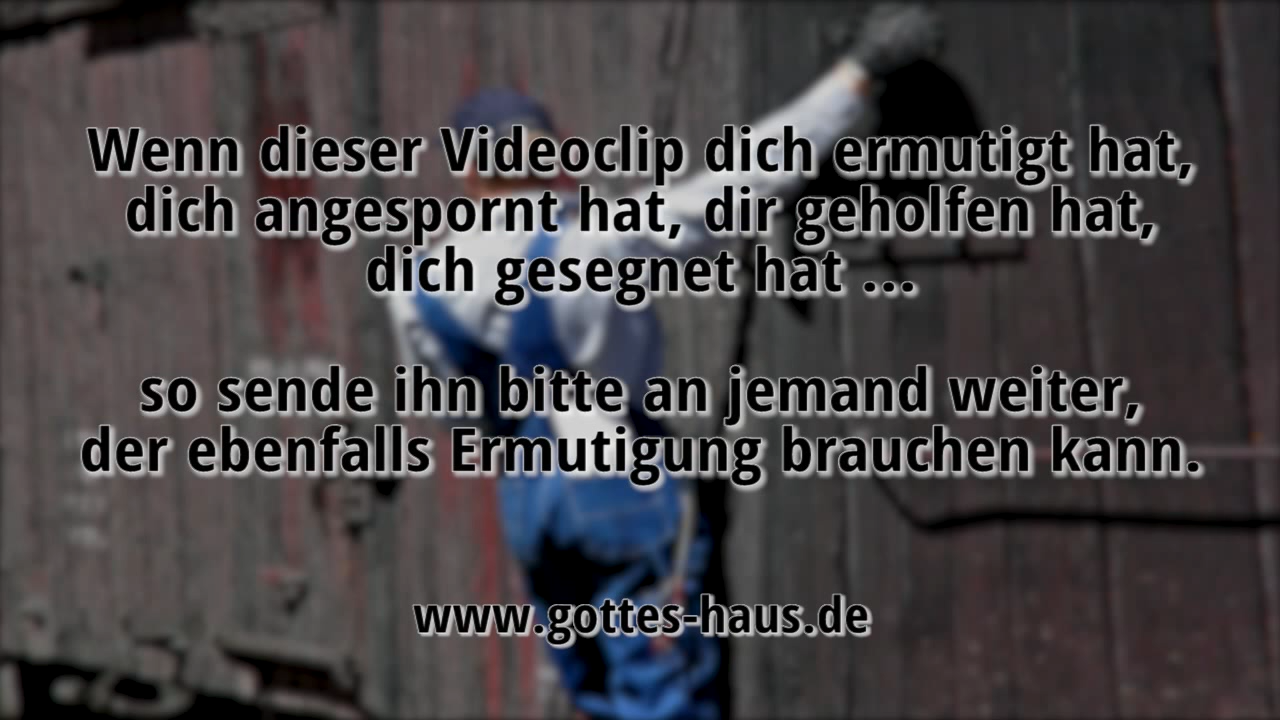 Wenn dieser Videoclip dich ermutigt hat,
dich angespornt hat, dir geholfen hat,
dich gesegnet hat ...
so sende ihn bitte an jemand weiter,
der ebenfalls Ermutigung brauchen kann.
www.gottes-haus.de